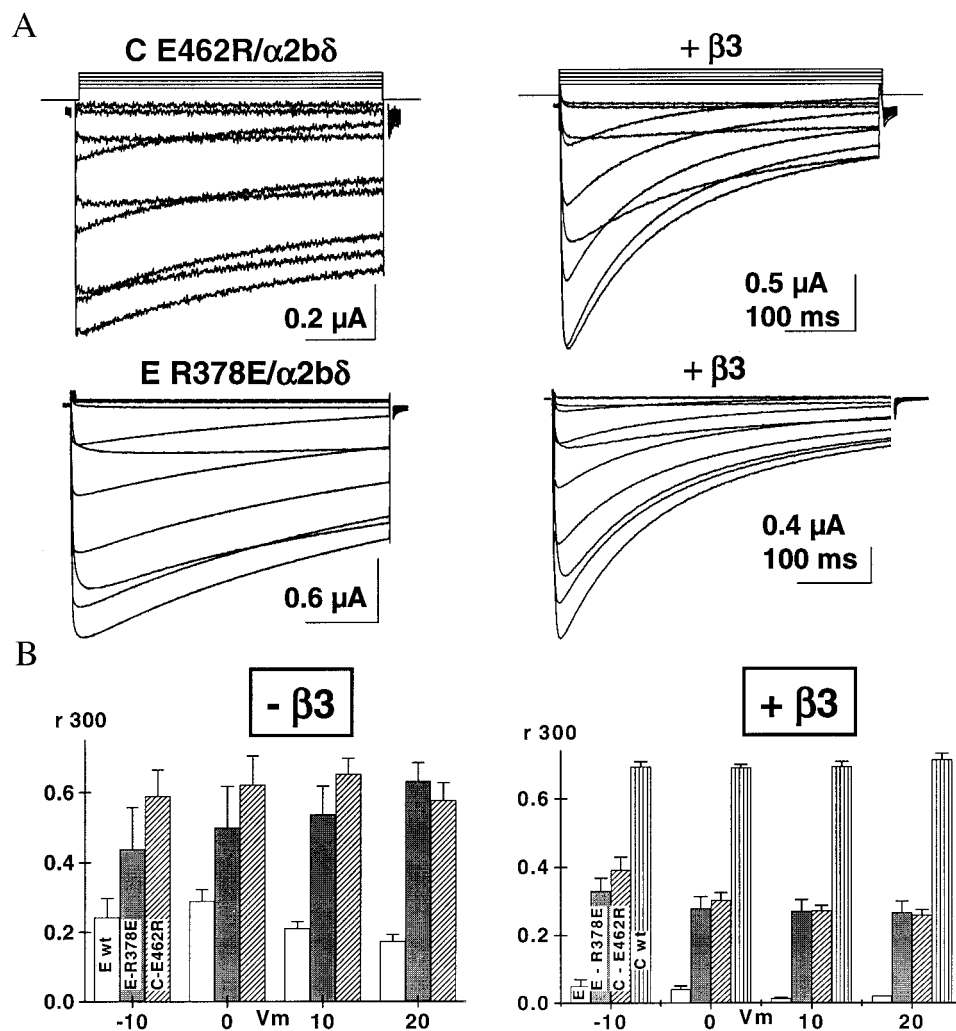 A
C E462R/α2bδ
+ β3
0.2 µA
0.5 µA
100 ms
E R378E/α2bδ
+ β3
0.6 µA
0.4 µA
100 ms
B
- β3
+ β3
r 300
0.6
0.4
0.2
0.0
E wt
E-R378E
C-E462R
-10
0
Vm
10
20
r 300
0.6
0.4
0.2
0.0
E
E - R378E
C - E462R
C wt
-10
0
Vm
10
20